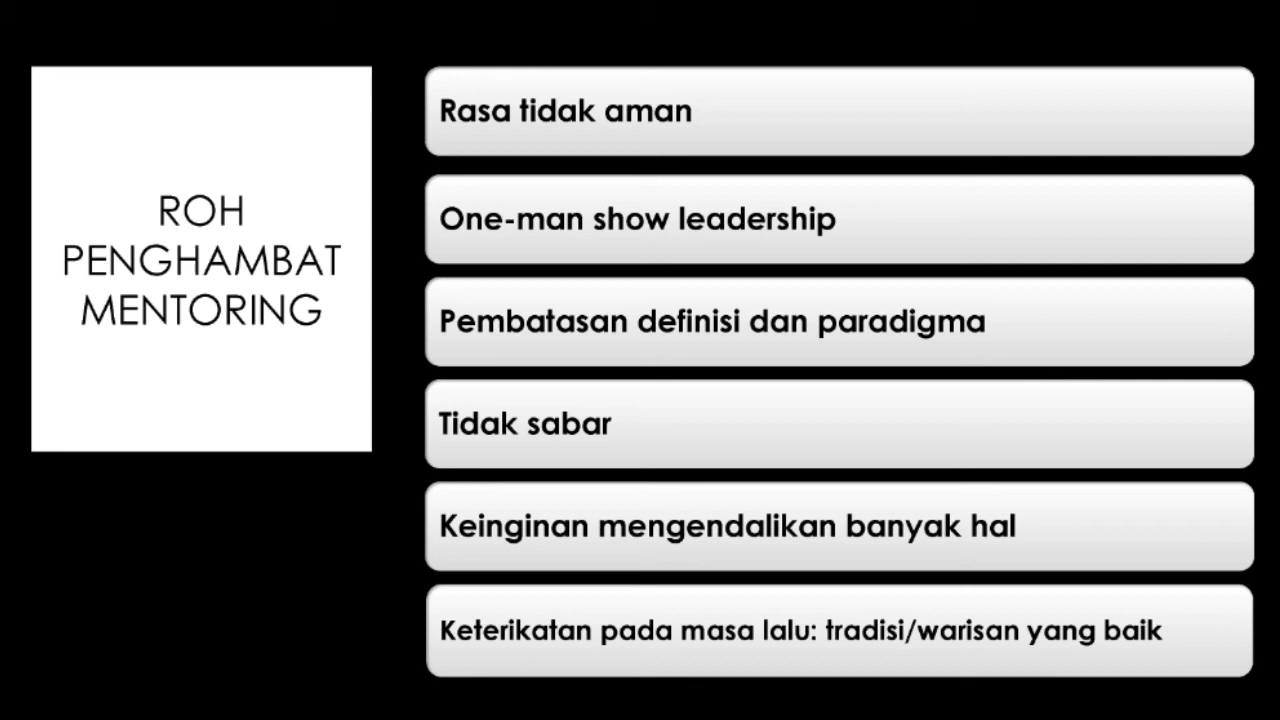 ROH
PENGHAMBAT
MENTORING
Rasa tidak aman
One-man show leadership
Pembatasan definisi dan paradigma
Tidak sabar
Keinginan mengendalikan banyak hal
Keterikatan pada masa lalu: tradisi/warisan yang baik